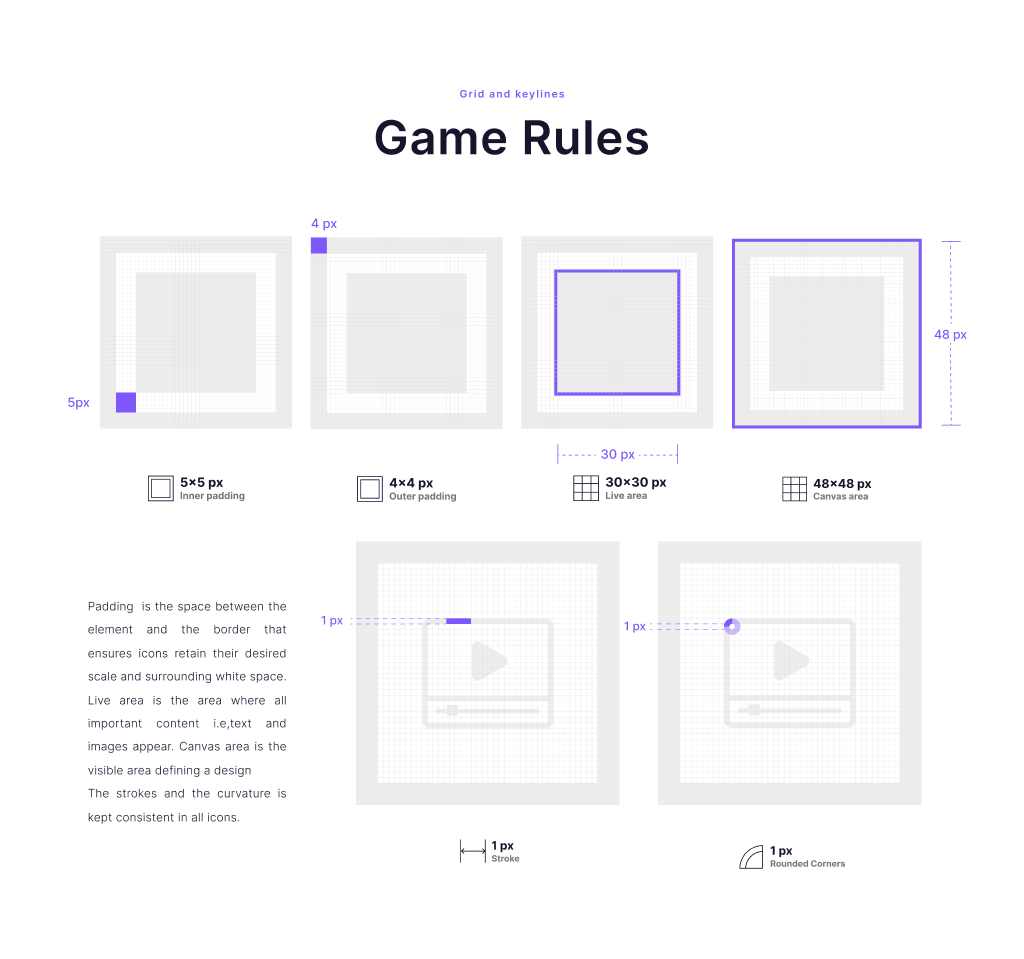 Grid and keylines
Game Rules
4 px
5px
48 px
30 px
5×5 px
Inner padding
4×4 px
Outer padding
30×30 px
Live area
48×48 px
Canvas area
Padding is the space between the
element and the border that
ensures icons retain their desired
scale and surrounding white space.
Live area is the area where all
important content i.e,text and
images appear. Canvas area is the
visible area defining a design
The strokes and the curvature is
kept consistent in all icons.
1 px
1 px
1 px
Stroke
1 px
Rounded Corners